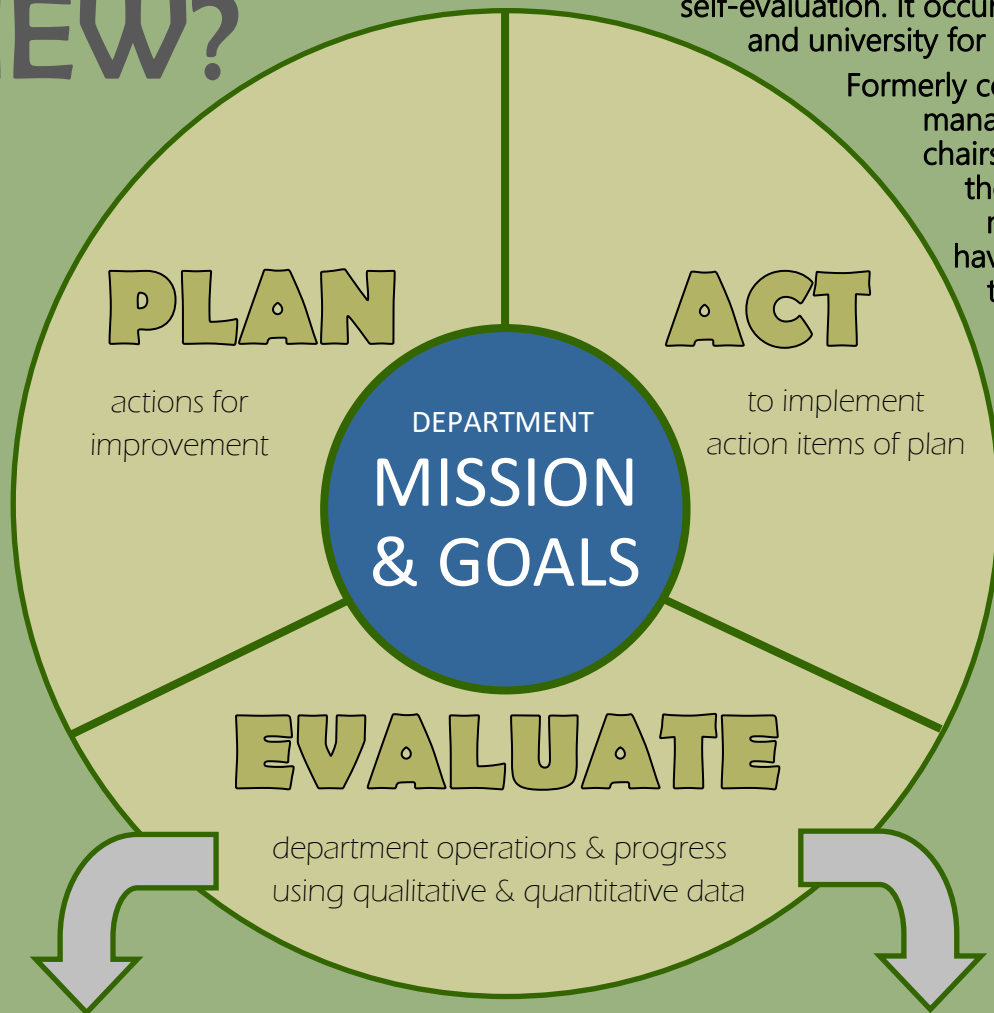 self-evaluation. It
and university for
Formerly
PLAN
actions for
improvement
ACT
to implement
action items of plan
DEPARTMENT
MISSION
& GOALS
EVALUATE
department operations & progress
using qualitative & quantitative data